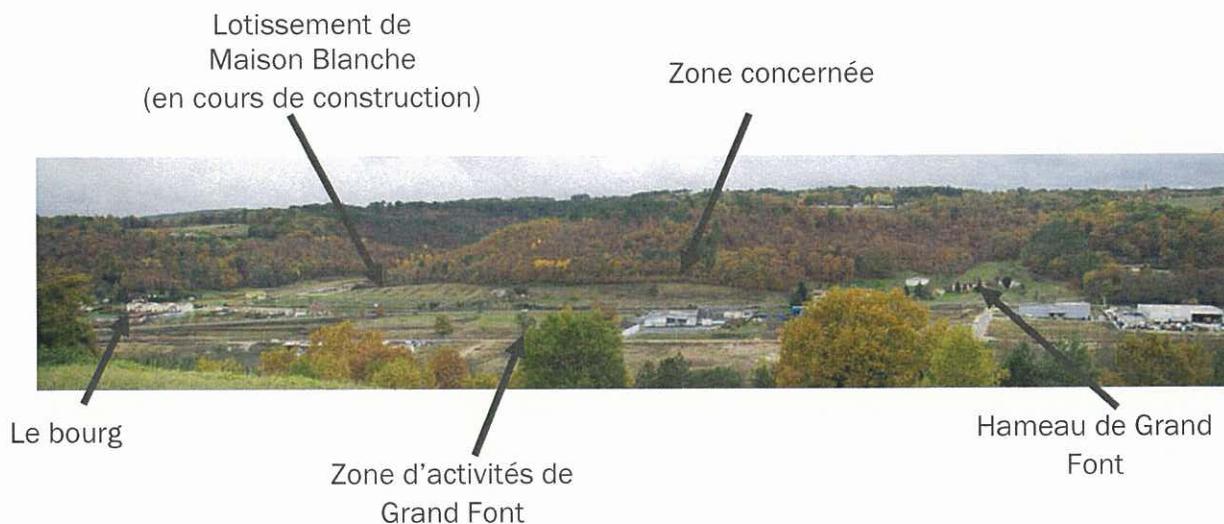 Lotissement de
Maison Blanche
(en cours de construction)
Zone concernée
Le bourg
Zone d'activités de
Grand Font
Hameau de Grand
Font